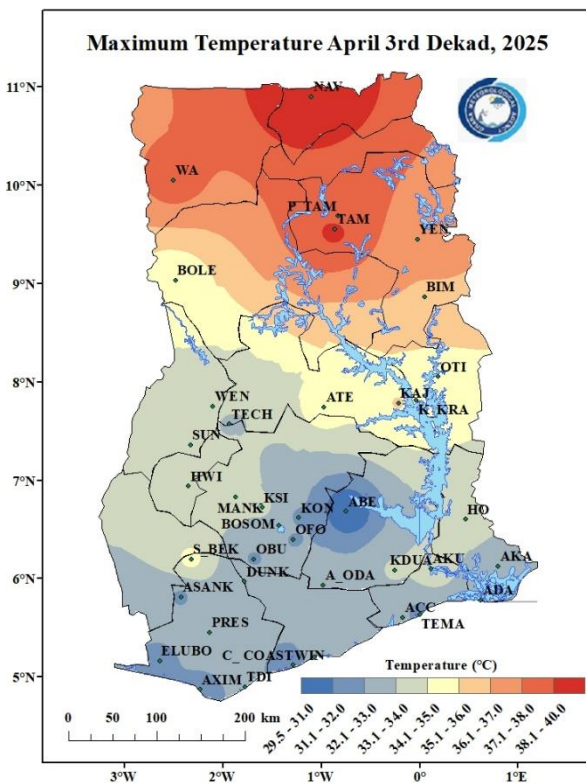 Maximum Temperature April 3rd Dekad, 2025
GHANA METEOROLOGICAL AGENCY
11°N
NAV
10°N
WA
P_TAM
TAM
YEN
9°N
BOLE
BIM
8°N
OTI
KAJ
K_KRA
WEN
ATE
TECH
7°N
SUN
HWI
KSI
MANK
KON
ABE
HO
BOSOM
OFO
6°N
S_BEK
OBU
KDUA
AKU
AKA
DUNK
A_ODA
ASANK
ADA
ACC
TEMA
PRES
5°N
ELUBO
C_COAST
WIN
AXIM
TDI
Temperature (°C)
29.5 - 31.0
31.1 - 32.0
32.1 - 33.0
33.1 - 34.0
34.1 - 35.0
35.1 - 36.0
36.1 - 37.0
37.1 - 38.0
38.1 - 40.0
0 100 200 km
3°W 2°W 1°W 0° 1°E